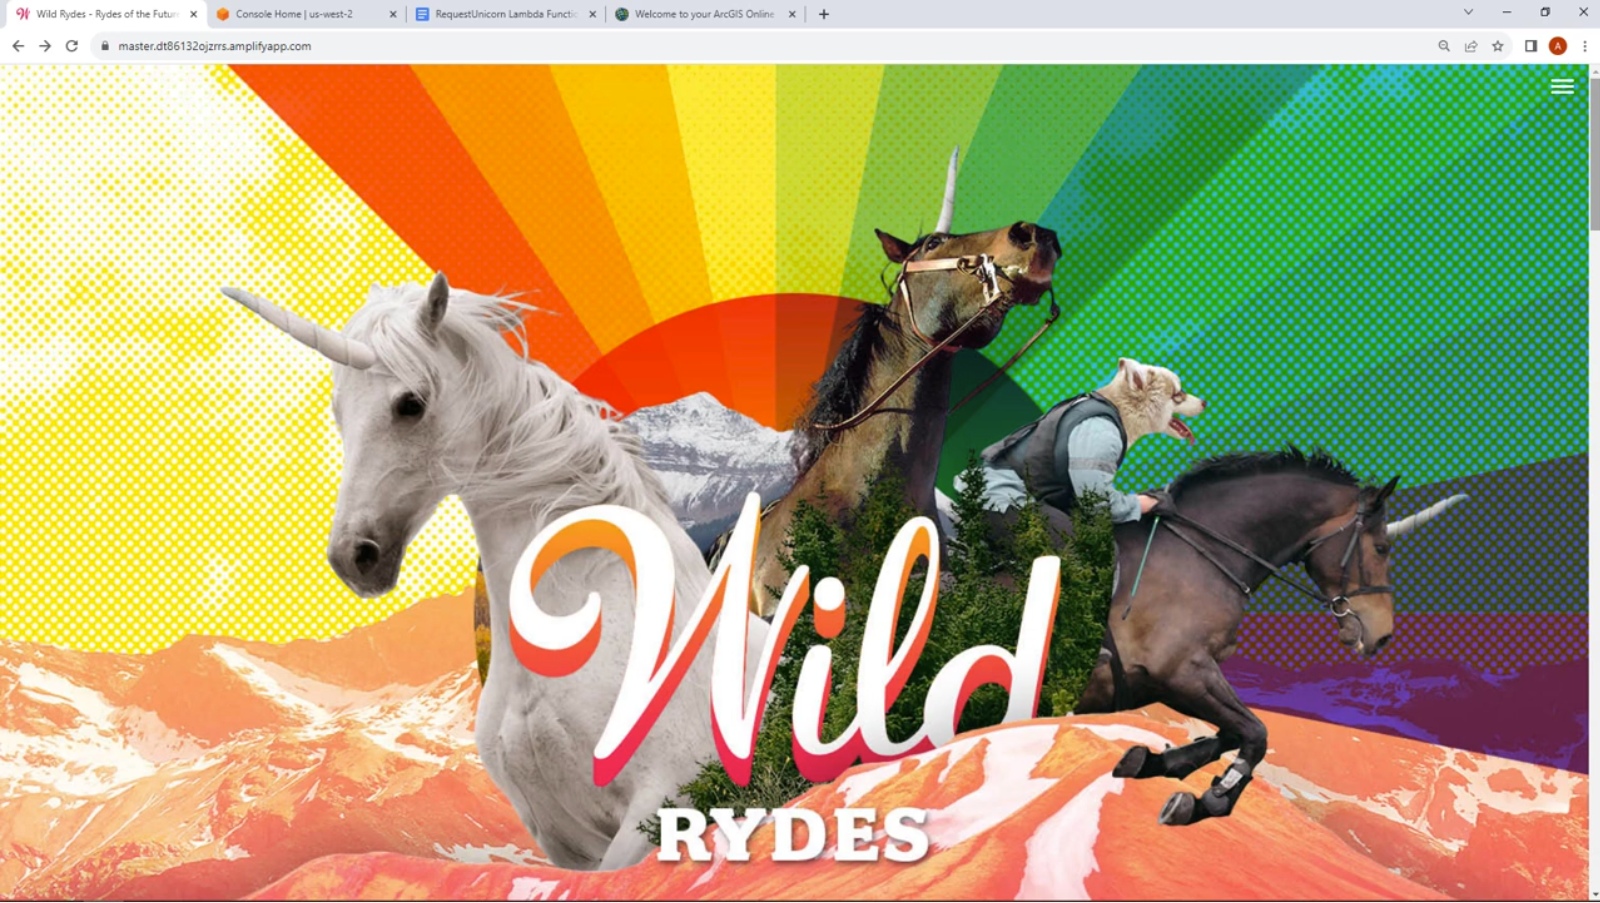 Wild Rydes - Rydes of the Futur
Console Home | us-west-2
RequestUnicorn Lambda Functio
Welcome to your ArcGIS Online
master.dt86132ojzrrs.amplifyapp.com
A
Wild
RYDES